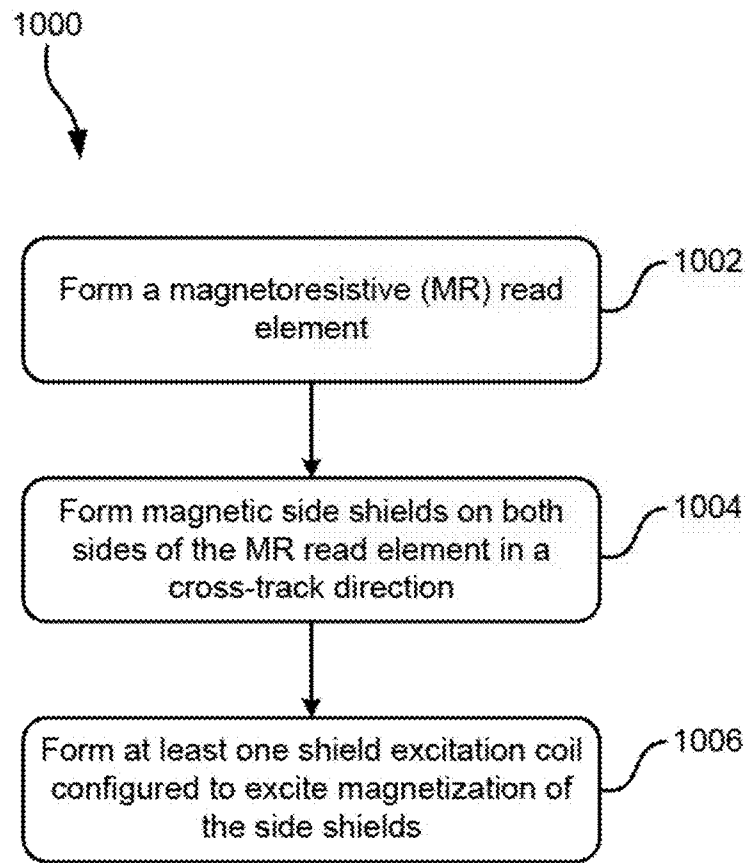 1000
Form a magnetoresistive (MR) read
element
1002
Form magnetic side shields on both
sides of the MR read element in a
cross-track direction
1004
Form at least one shield excitation coil
configured to excite magnetization of
the side shields
1006